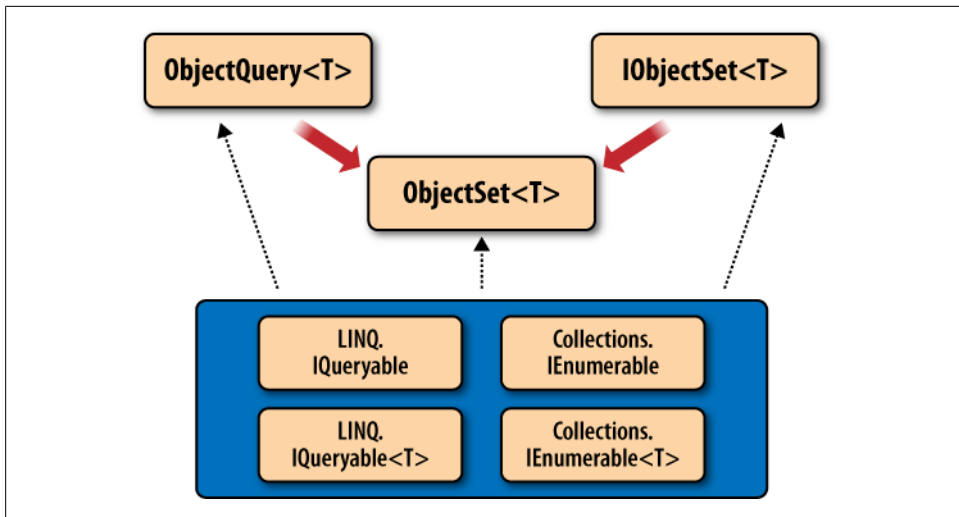 ObjectQuery<T>
IObjectSet<T>
ObjectSet<T>
LINQ.
IQueryable
Collections.
IEnumerable
LINQ.
IQueryable<T>
Collections.
IEnumerable<T>